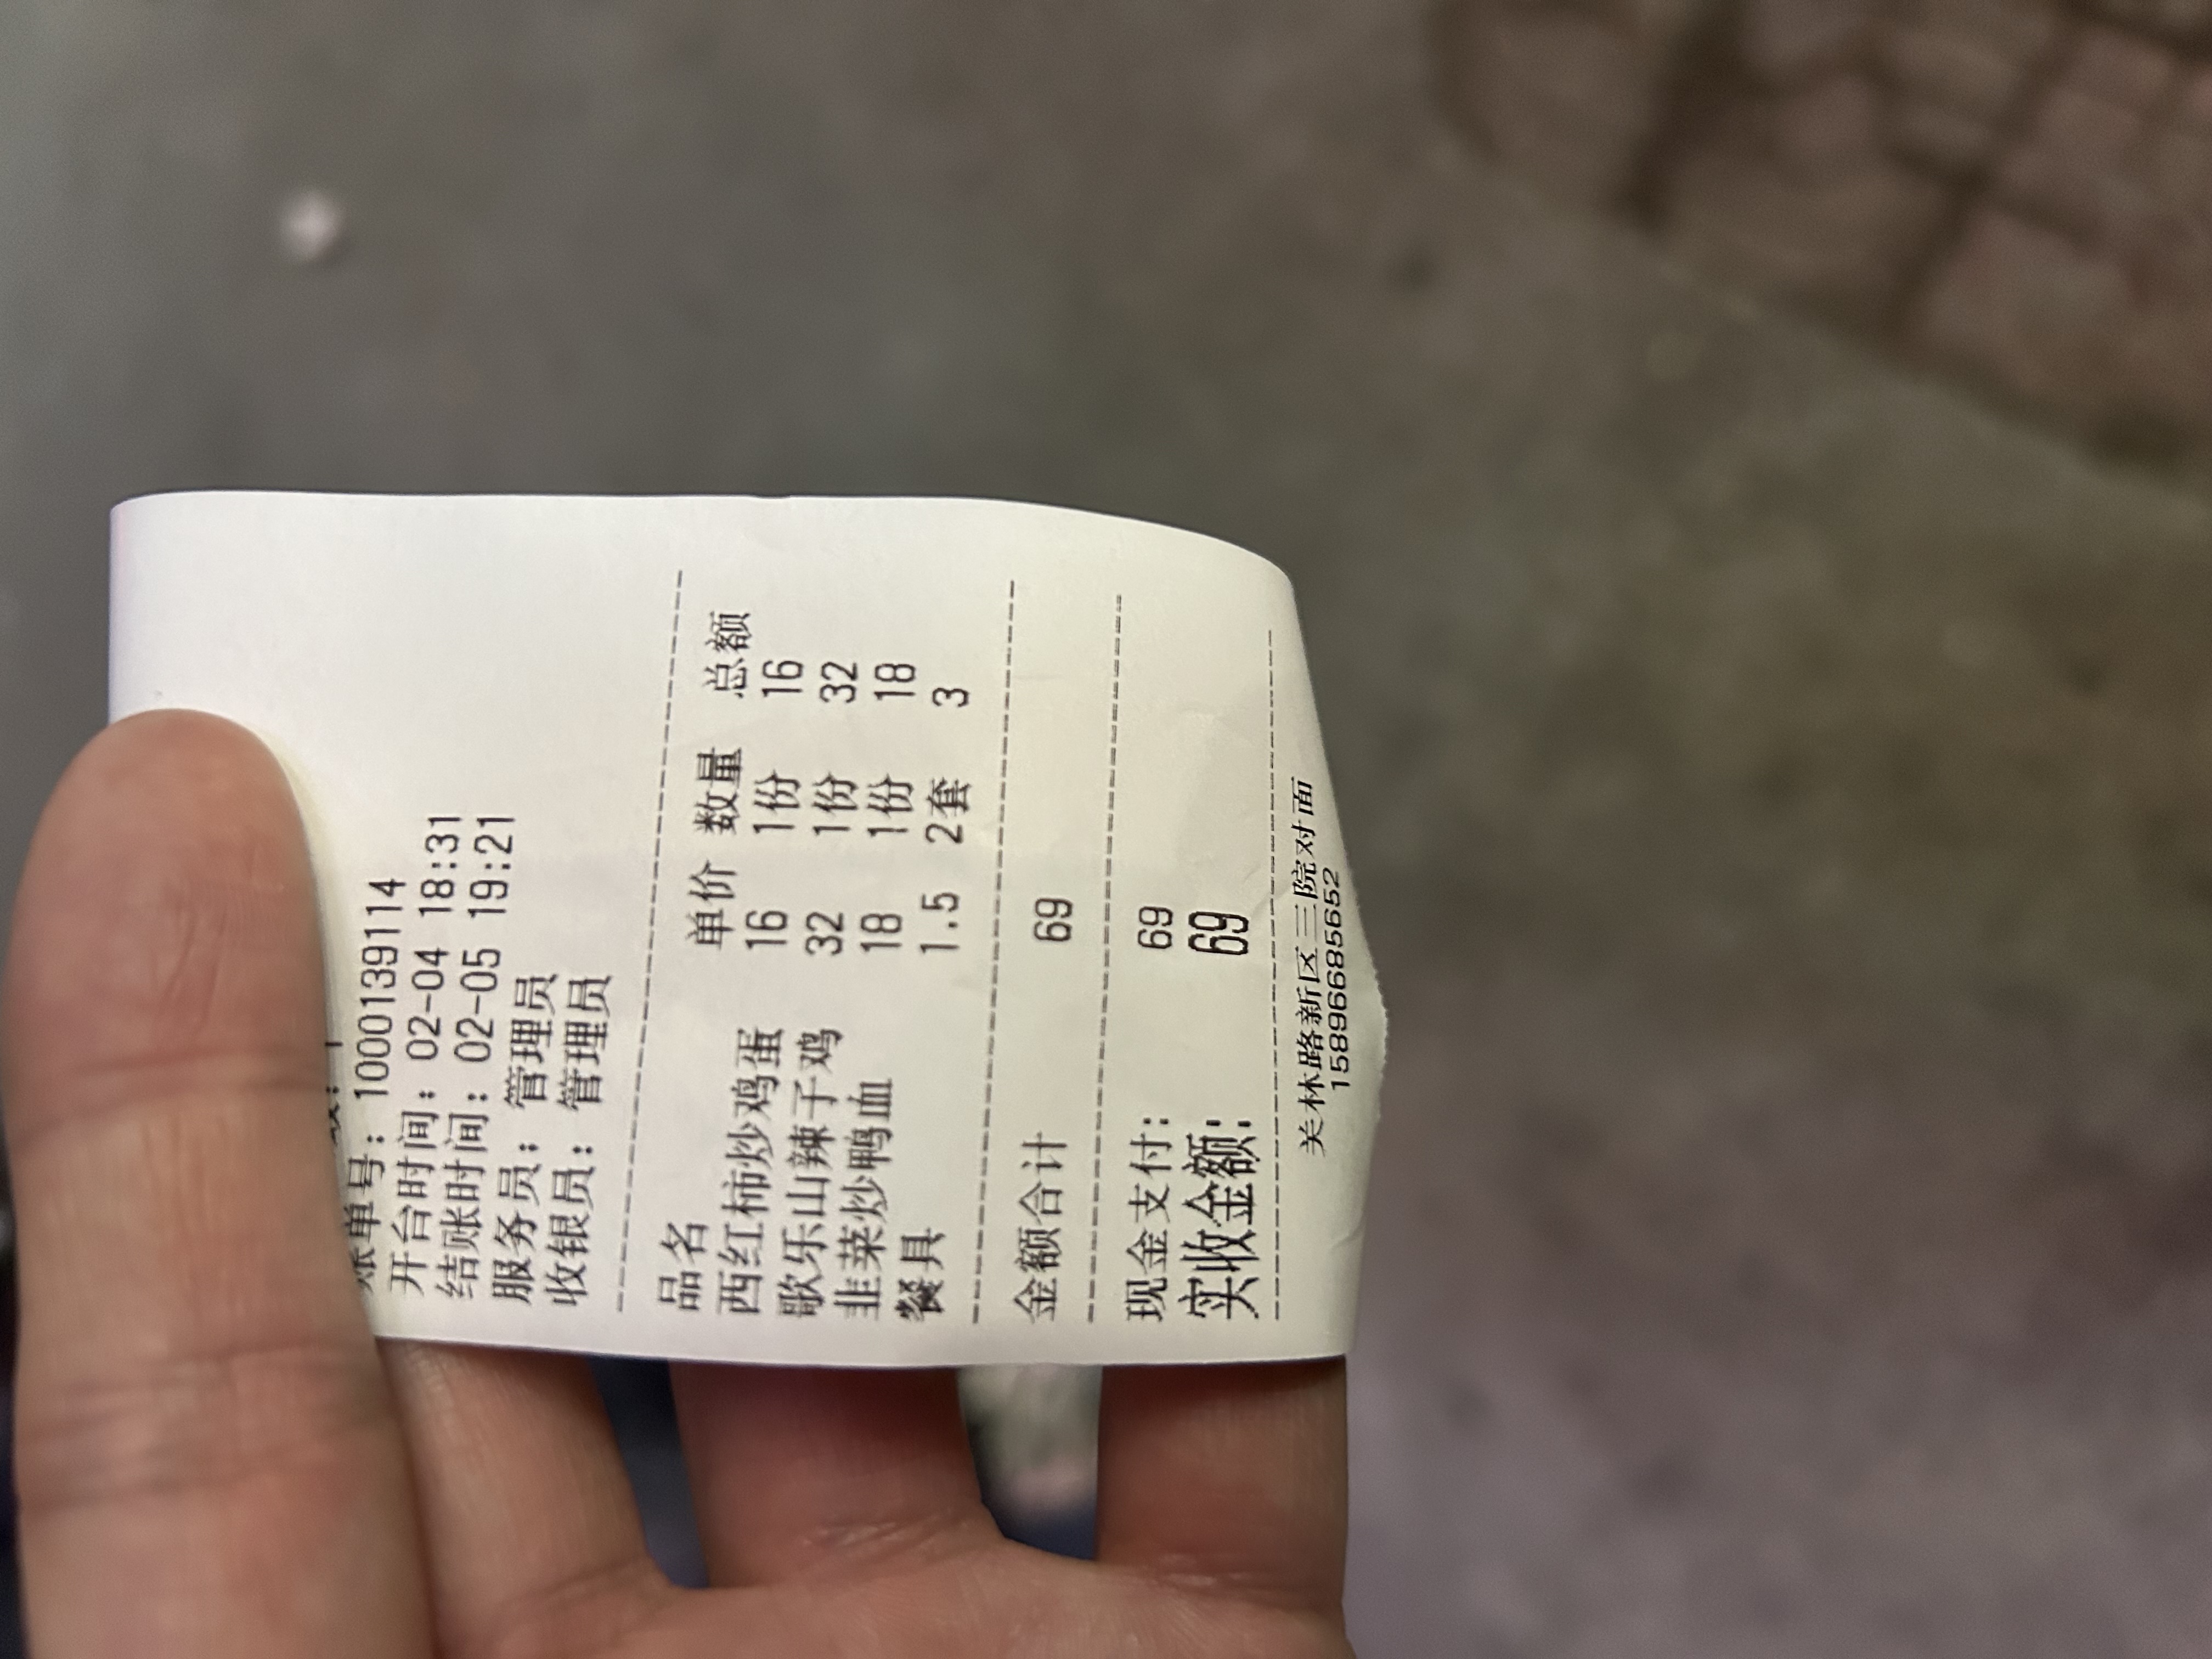 账单号: 1000139114
开台时间: 02-04 18:31
结账时间: 02-05 19:21
服务员: 管理员
收银员: 管理员
品名 单价 数量 总额
西红柿炒鸡蛋 16 1份 16
歌乐山辣子鸡 32 1份 32
韭菜炒鸭血 18 1份 18
餐具 1.5 2套 3
金额合计 69
现金支付: 69
实收金额: 69
关林路新区三院对面
15896685652